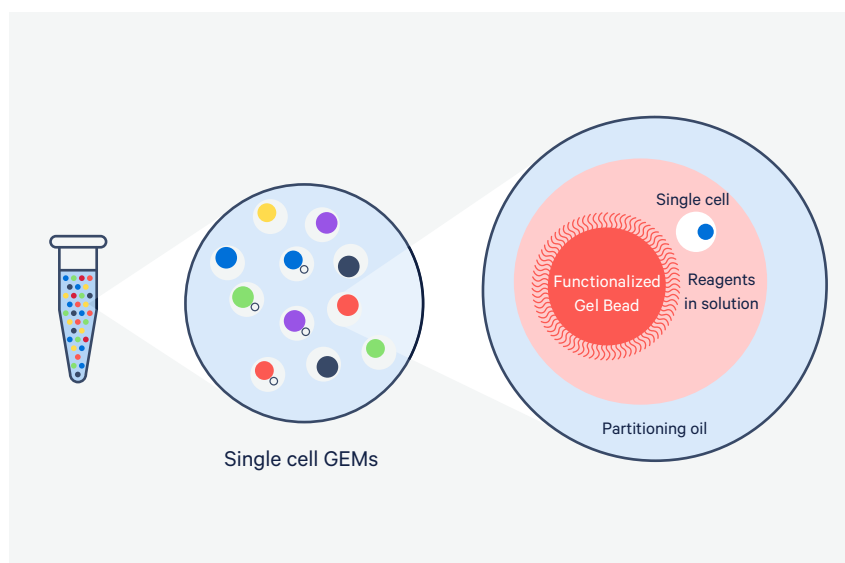 Single cell
Functionalized
Gel Bead
Reagents
in solution
Partitioning oil
Single cell GEMs